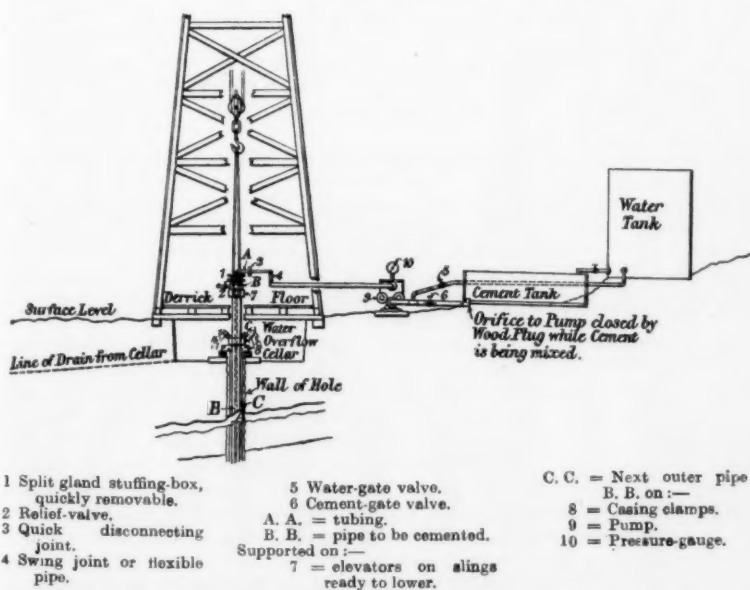 10
Water
Tank
A
3
1
4
B
5
2
7
9
6
Cement Tank
Derrick Floor
Surface Level
Water
Overflow
Cellar
8
Orifice to Pump closed by
Wood Plug while Cement
is being mixed.
Line of Drain from Cellar
Wall of Hole
B
C
1 Split gland stuffing-box,
quickly removable.
2 Relief-valve.
3 Quick disconnecting
joint.
4 Swing joint or flexible
pipe.
5 Water-gate valve.
6 Cement-gate valve.
A. A. = tubing.
B. B. = pipe to be cemented.
Supported on :—
7 = elevators on slings
ready to lower.
C. C. = Next outer pipe
B. B. on :—
8 = Casing clamps.
9 = Pump.
10 = Pressure-gauge.